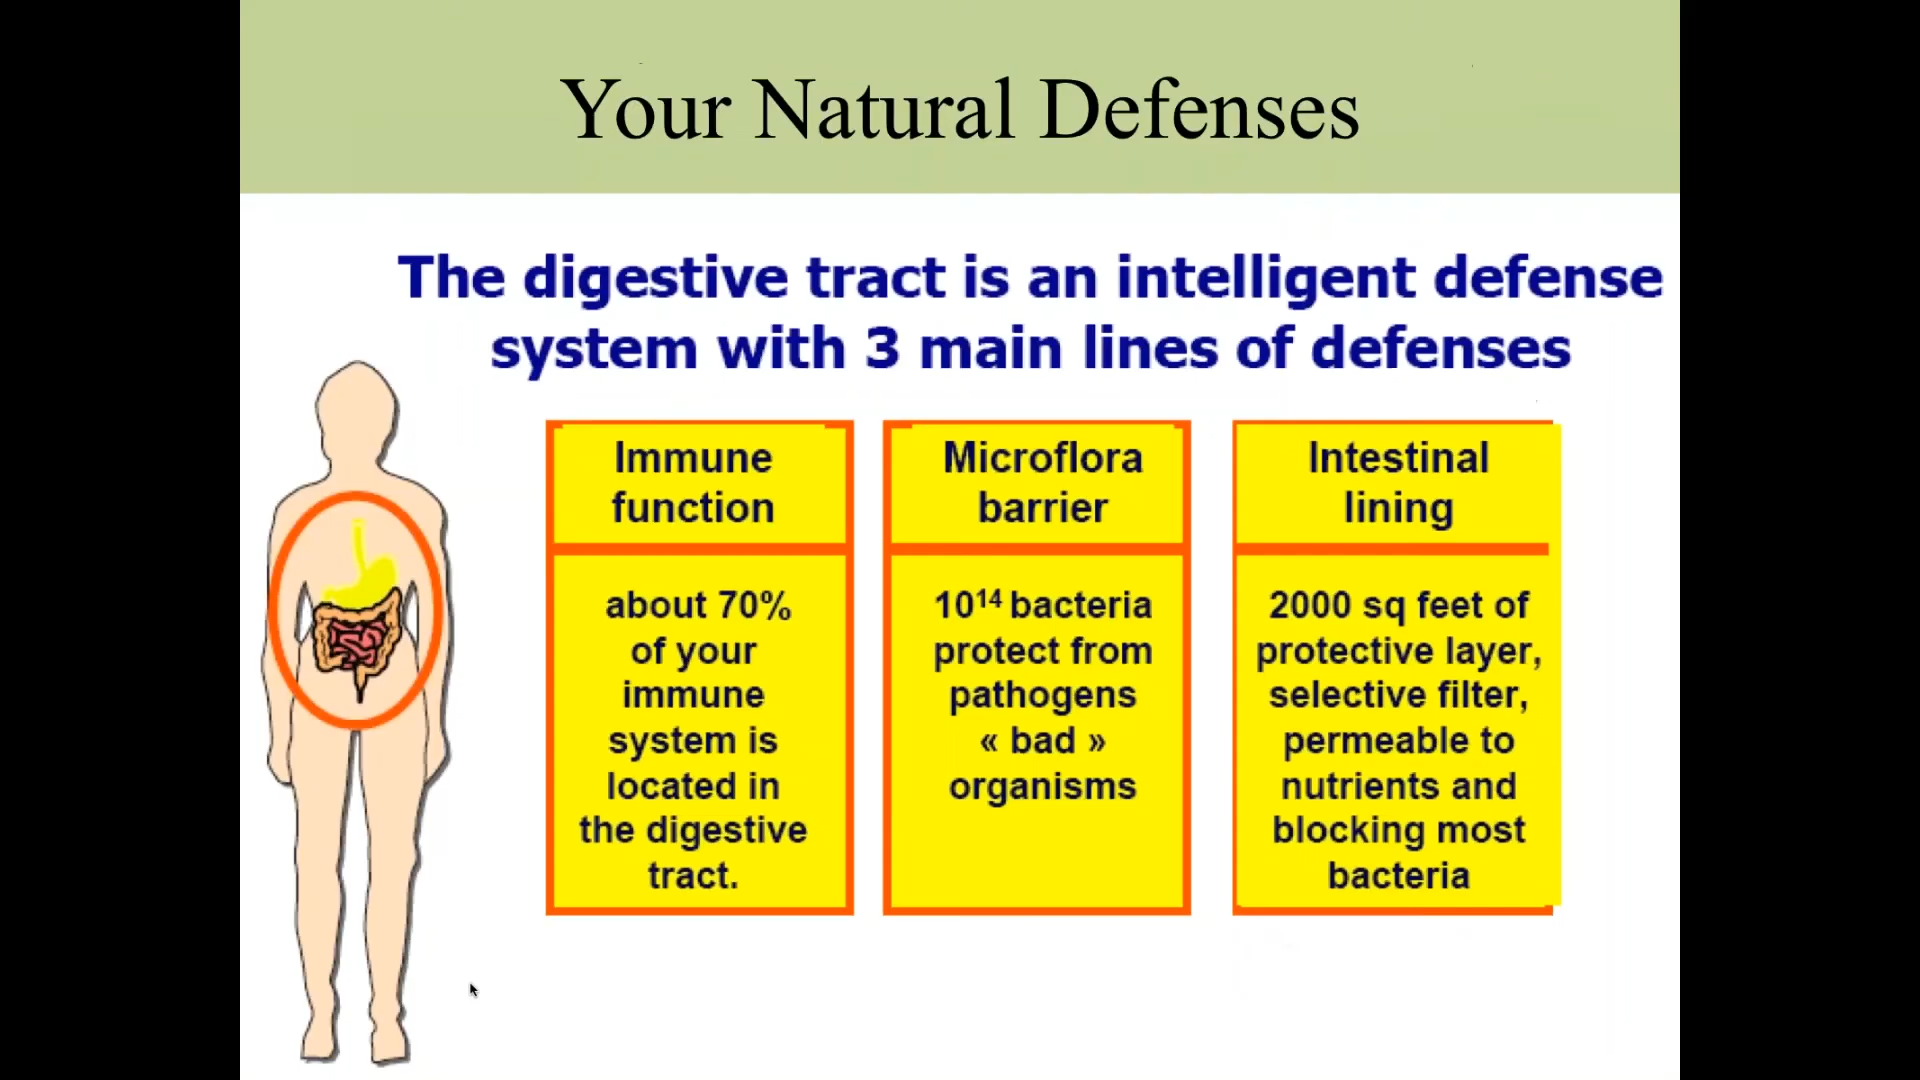 Your Natural Defenses
The digestive tract is an intelligent defense
system with 3 main lines of defenses
Immune
function
about 70%
of your
immune
system is
located in
the digestive
tract.
Microflora
barrier
10¹⁴ bacteria
protect from
pathogens
« bad »
organisms
Intestinal
lining
2000 sq feet of
protective layer,
selective filter,
permeable to
nutrients and
blocking most
bacteria